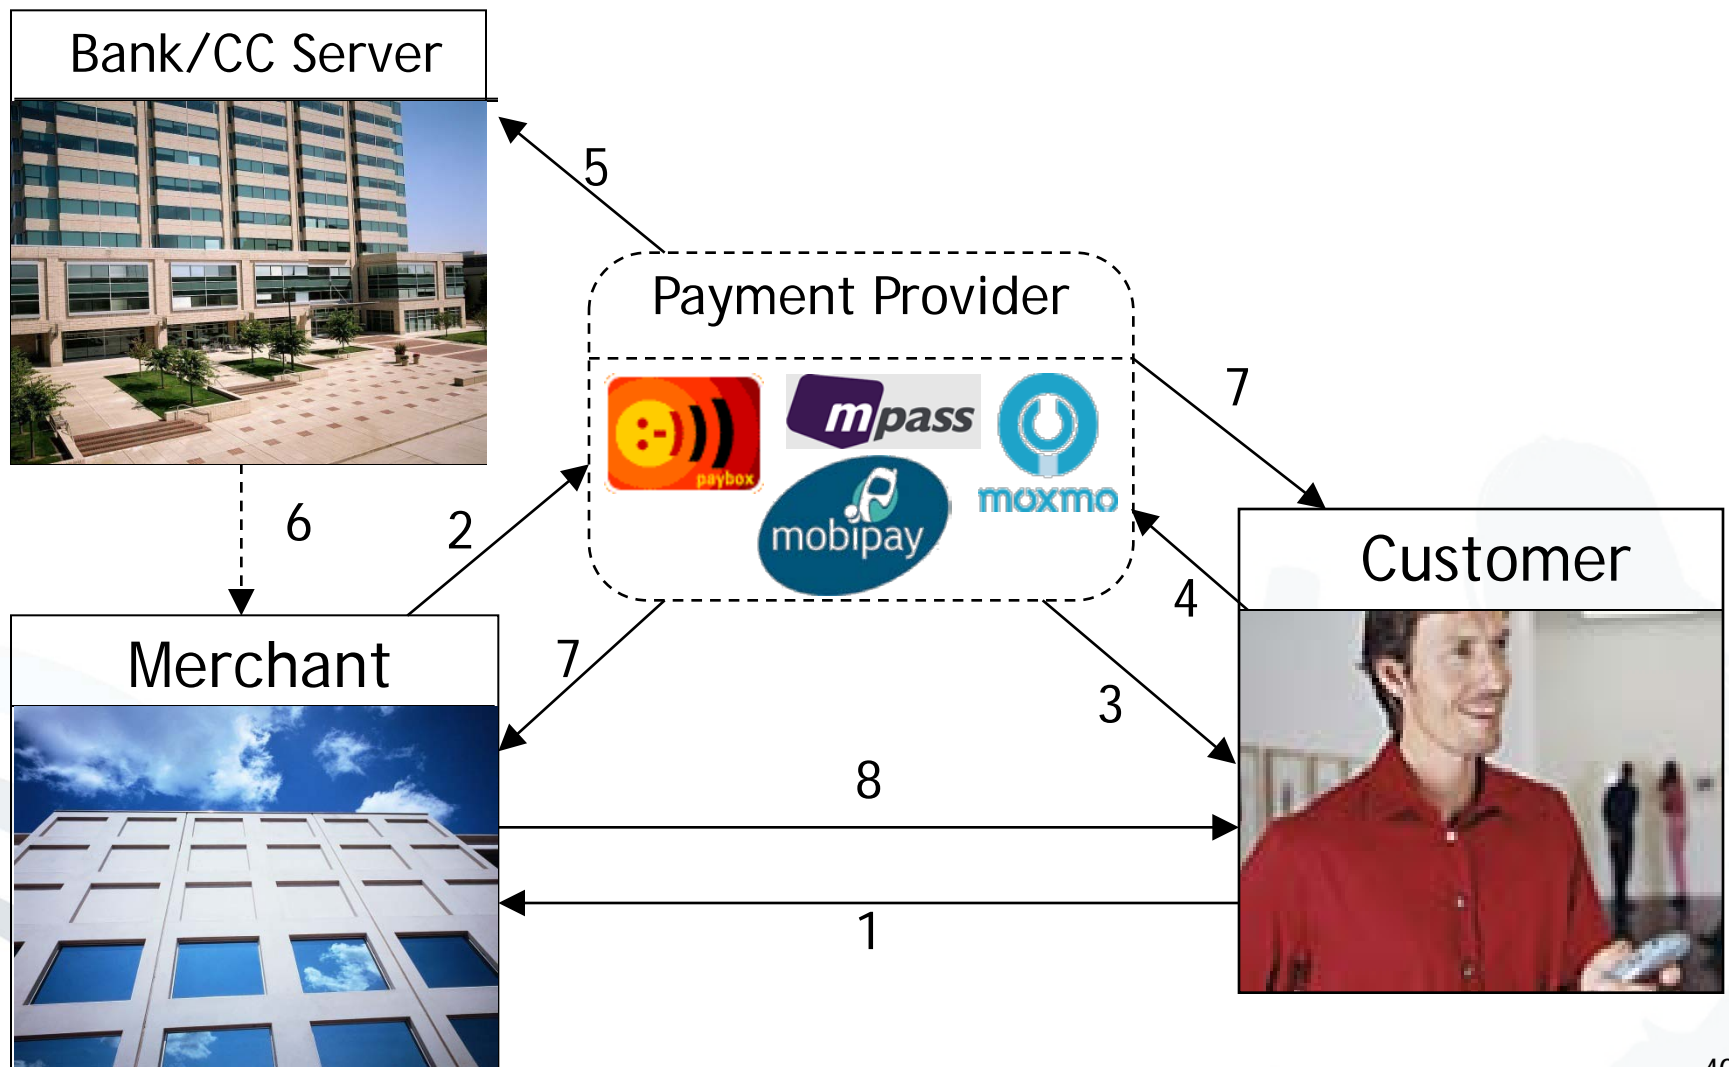 Bank/CC Server
5
Payment Provider
7
paybox
mpass
moxmo
mobipay
6
2
4
Customer
Merchant
7
3
8
1